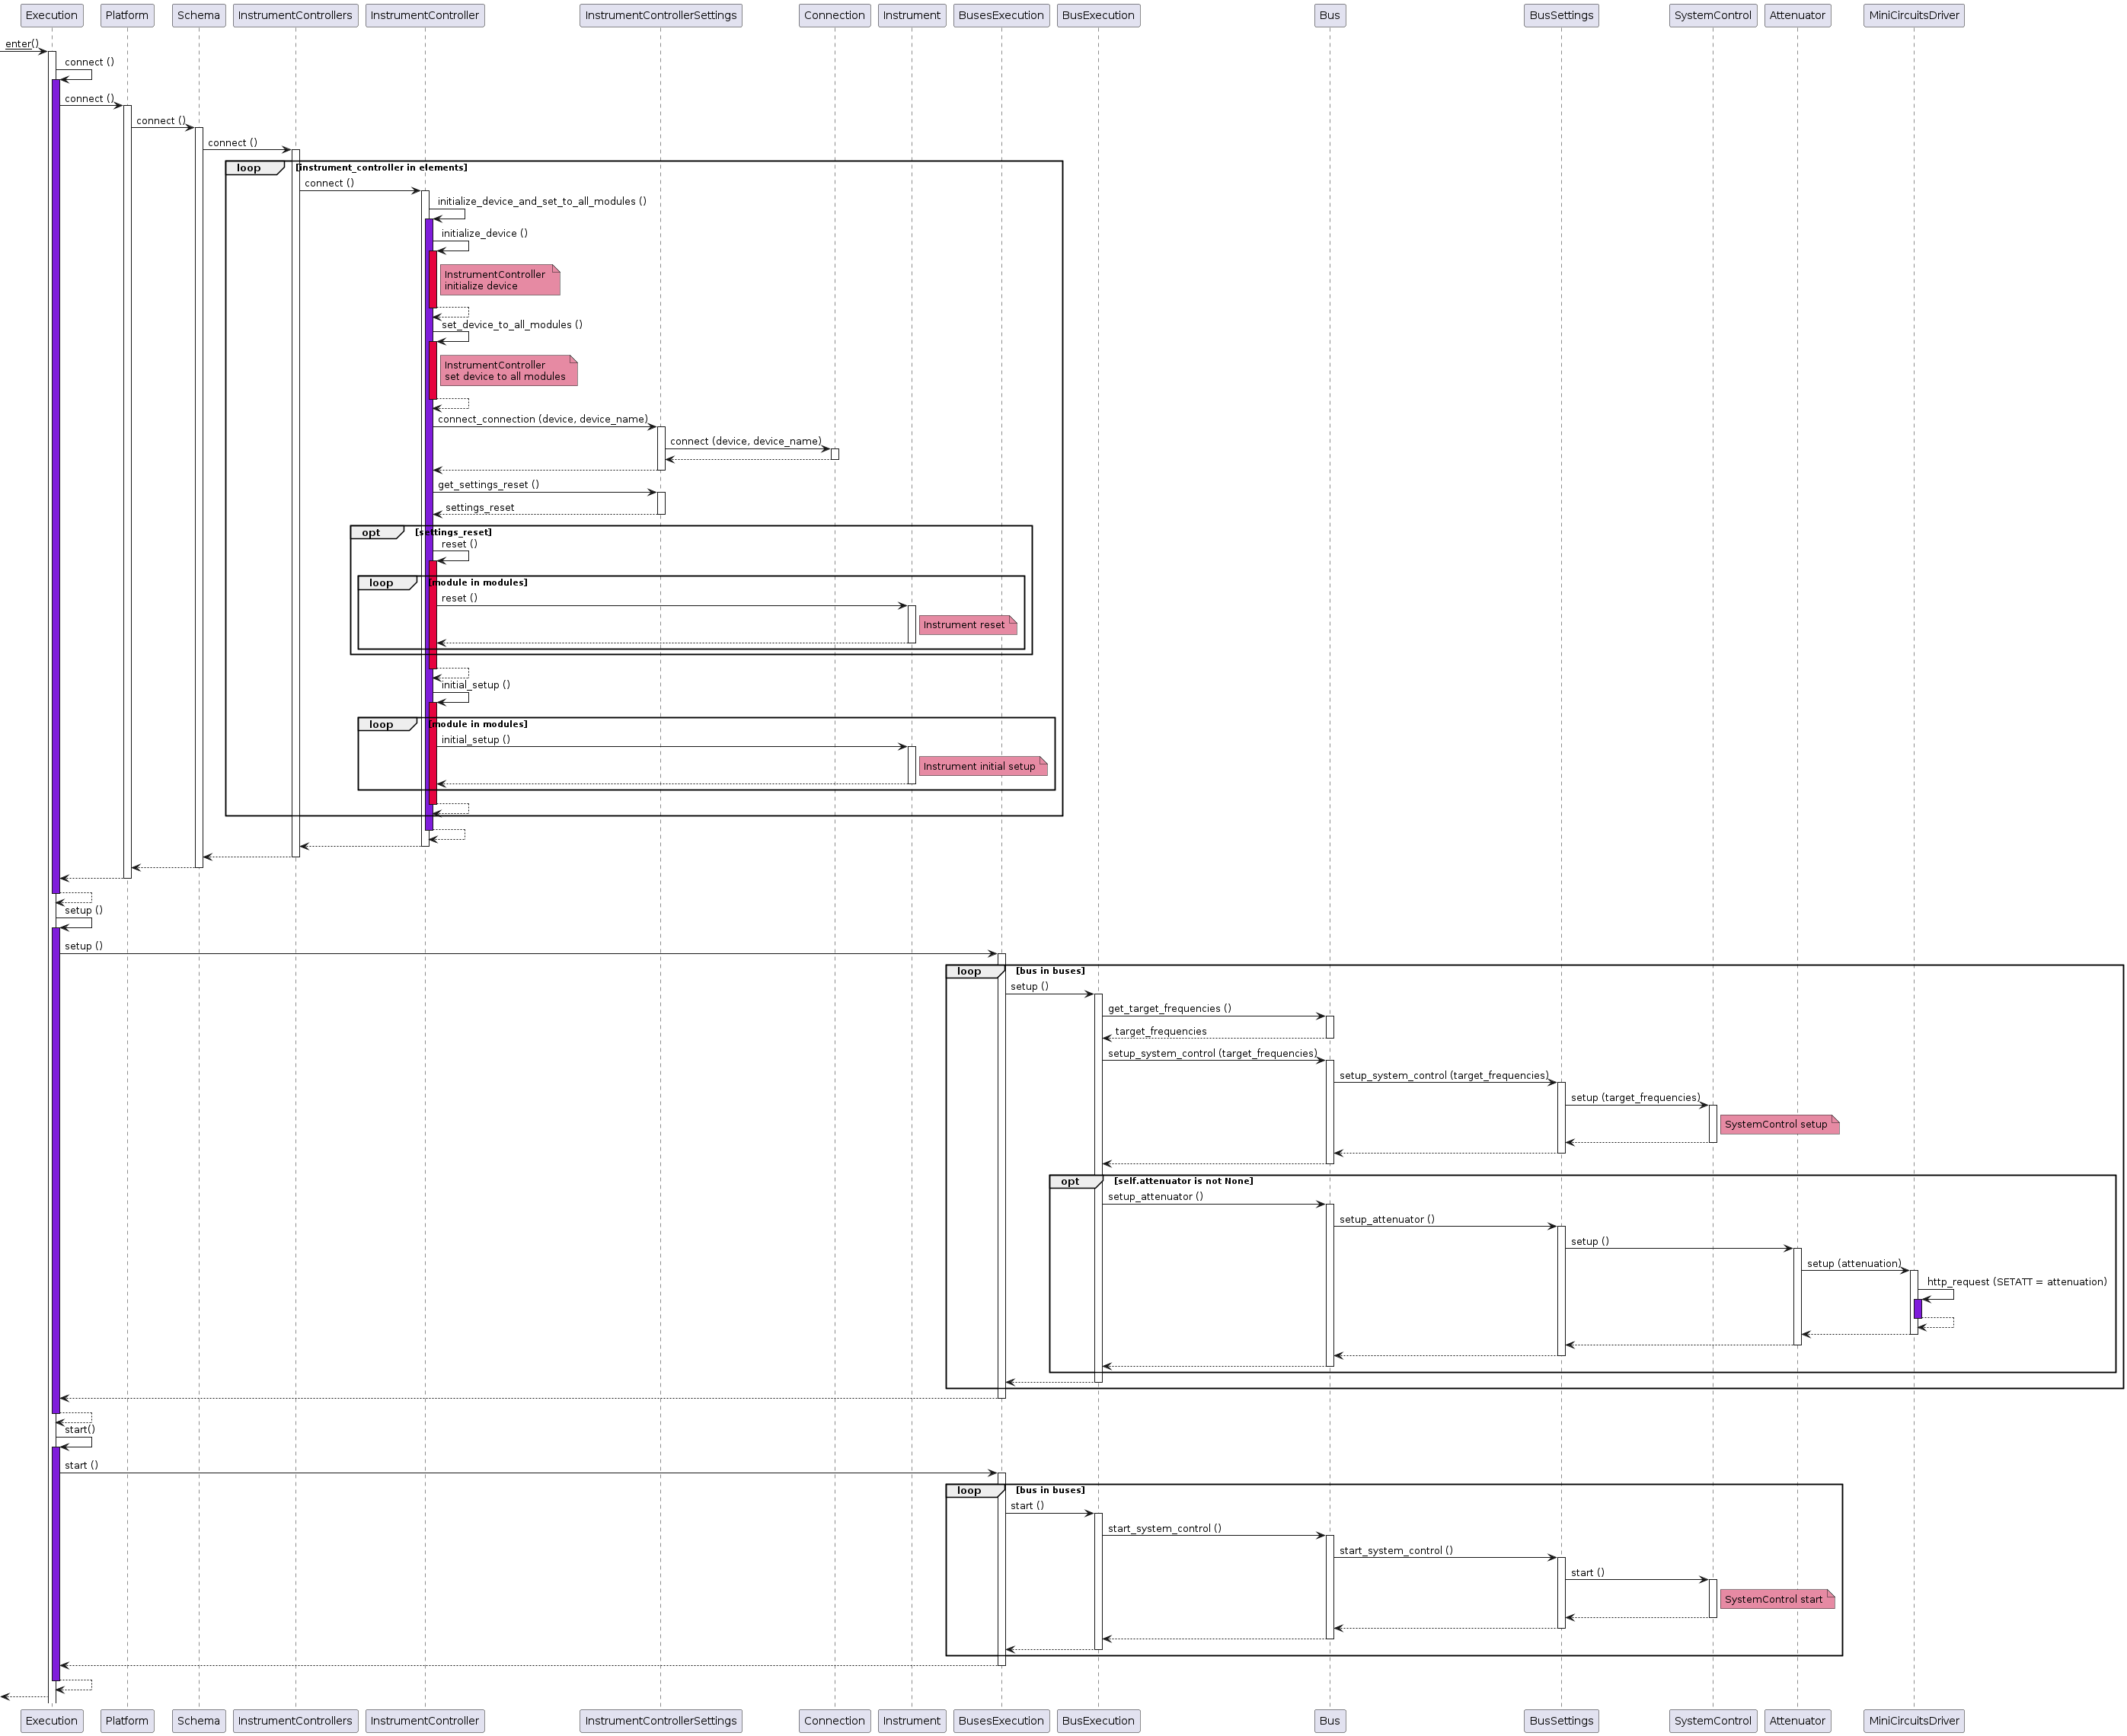 Execution Platform Schema InstrumentControllers InstrumentController InstrumentControllerSettings Connection Instrument BusesExecution BusExecution Bus BusSettings SystemControl Attenuator MiniCircuitsDriver
enter()
connect ()
connect ()
connect ()
connect ()
loop [instrument_controller in elements]
connect ()
initialize_device_and_set_to_all_modules ()
initialize_device ()
InstrumentController
initialize device
set_device_to_all_modules ()
InstrumentController
set device to all modules
connect_connection (device, device_name)
connect (device, device_name)
get_settings_reset ()
settings_reset
opt [settings_reset]
reset ()
loop [module in modules]
reset ()
Instrument reset
initial_setup ()
loop [module in modules]
initial_setup ()
Instrument initial setup
setup ()
setup ()
loop [bus in buses]
setup ()
get_target_frequencies ()
target_frequencies
setup_system_control (target_frequencies)
setup_system_control (target_frequencies)
setup (target_frequencies)
SystemControl setup
opt [self.attenuator is not None]
setup_attenuator ()
setup_attenuator ()
setup ()
setup (attenuation)
http_request (SETATT = attenuation)
start()
start ()
loop [bus in buses]
start ()
start_system_control ()
start_system_control ()
start ()
SystemControl start
Execution Platform Schema InstrumentControllers InstrumentController InstrumentControllerSettings Connection Instrument BusesExecution BusExecution Bus BusSettings SystemControl Attenuator MiniCircuitsDriver